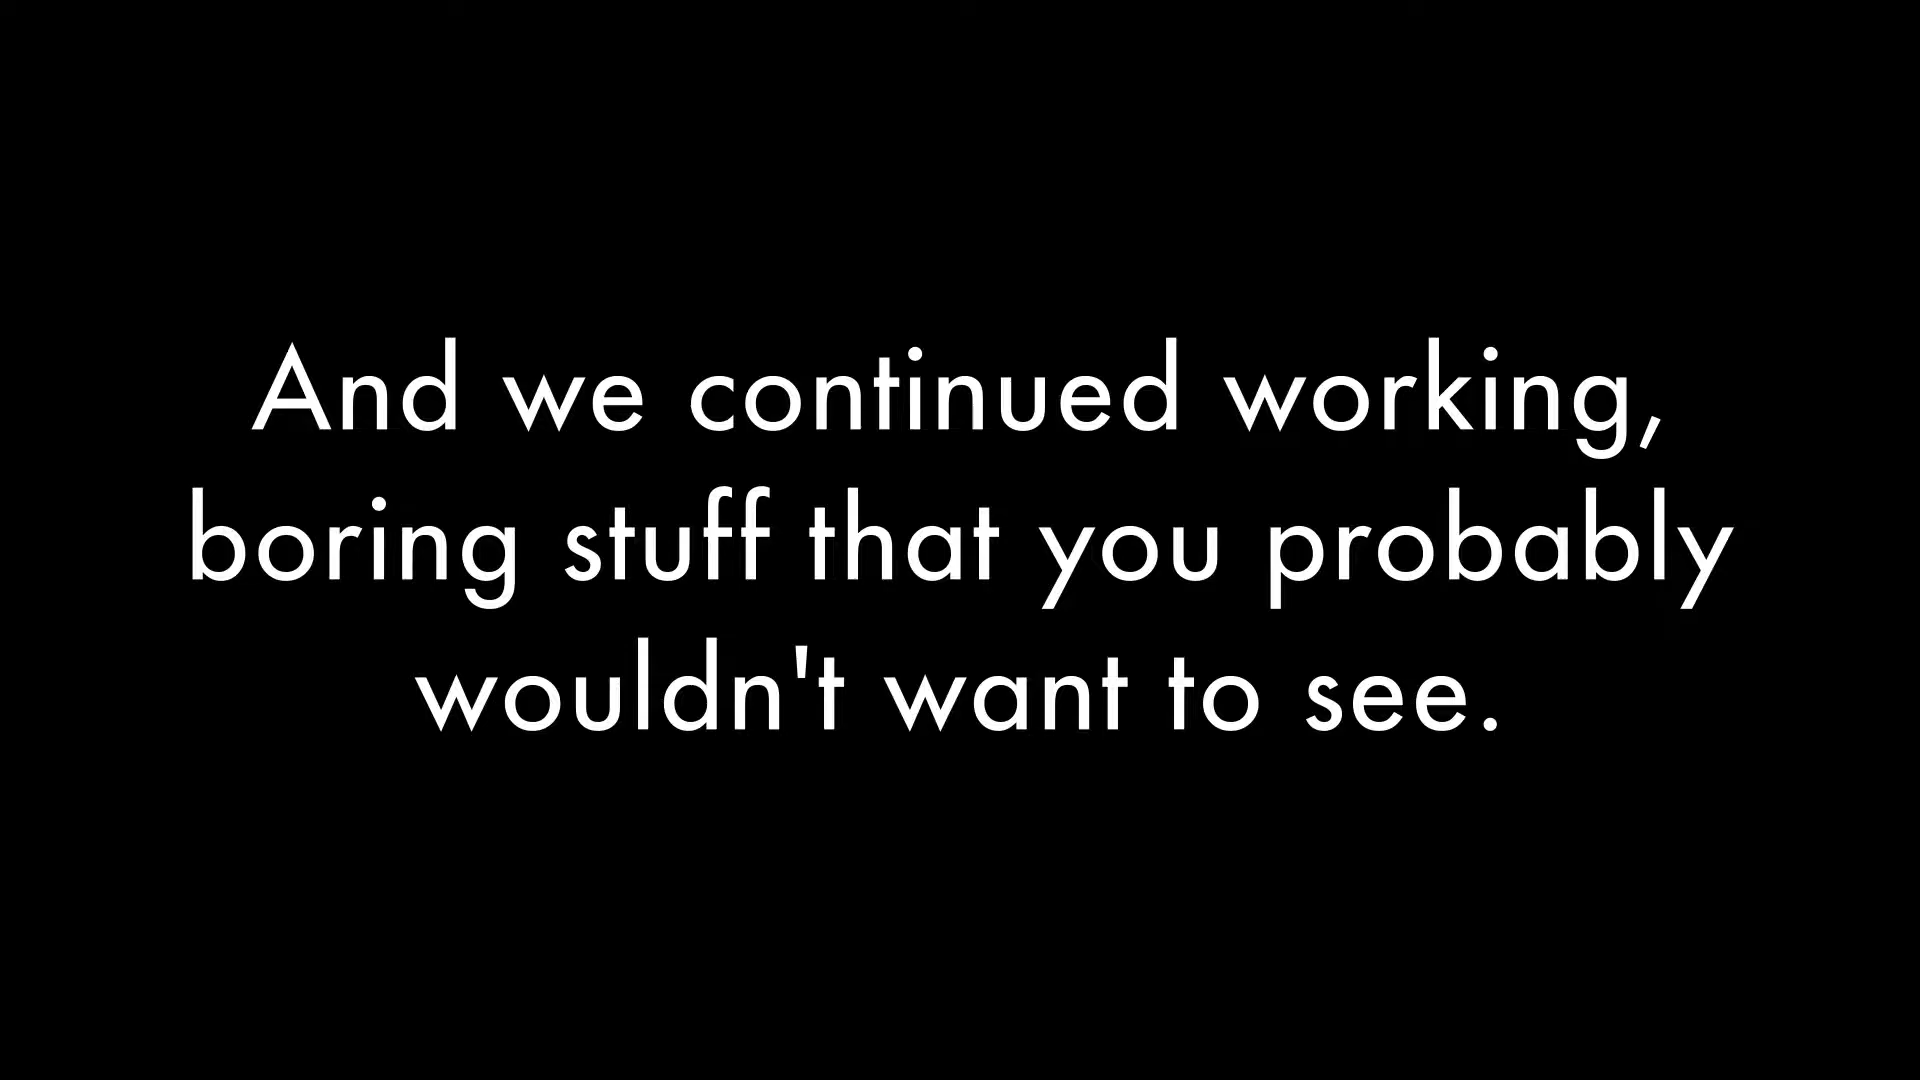 And we continued working,
boring stuff that you probably
wouldn't want to see.